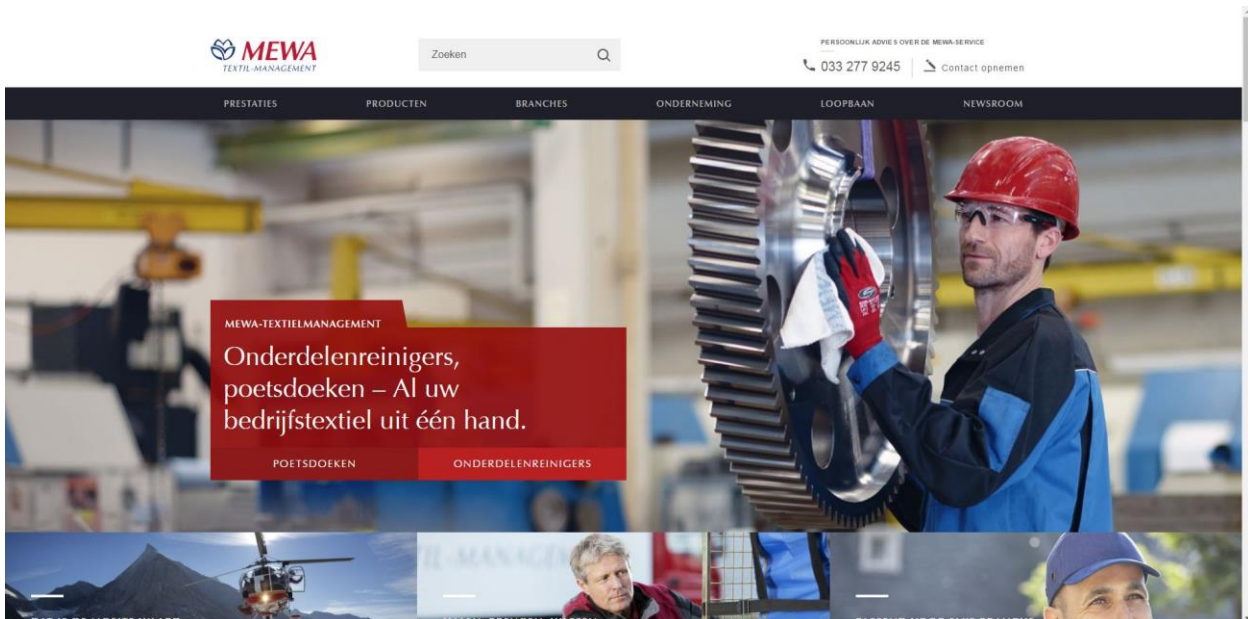 MEWA
TEXTIL-MANAGEMENT
Zoeken
PERSOONLIJK ADVIES OVER DE MEWA-SERVICE
033 277 9245
Contact opnemen
PRESTATIES
PRODUCTEN
BRANCHES
ONDERNEMING
LOOPBAAN
NEWSROOM
MEWA-TEXTIELMANAGEMENT
Onderdelenreinigers,
poetsdoeken – Al uw
bedrijfstextiel uit één hand.
POETSDOEKEN
ONDERDELENREINIGERS